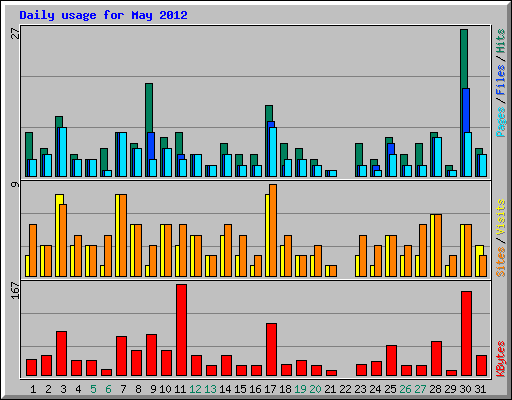 Daily usage for May 2012
27
Pages / Files / Hits
9
Sites / Visits
167
KBytes
1 2 3 4 5 6 7 8 9 10 11 12 13 14 15 16 17 18 19 20 21 22 23 24 25 26 27 28 29 30 31